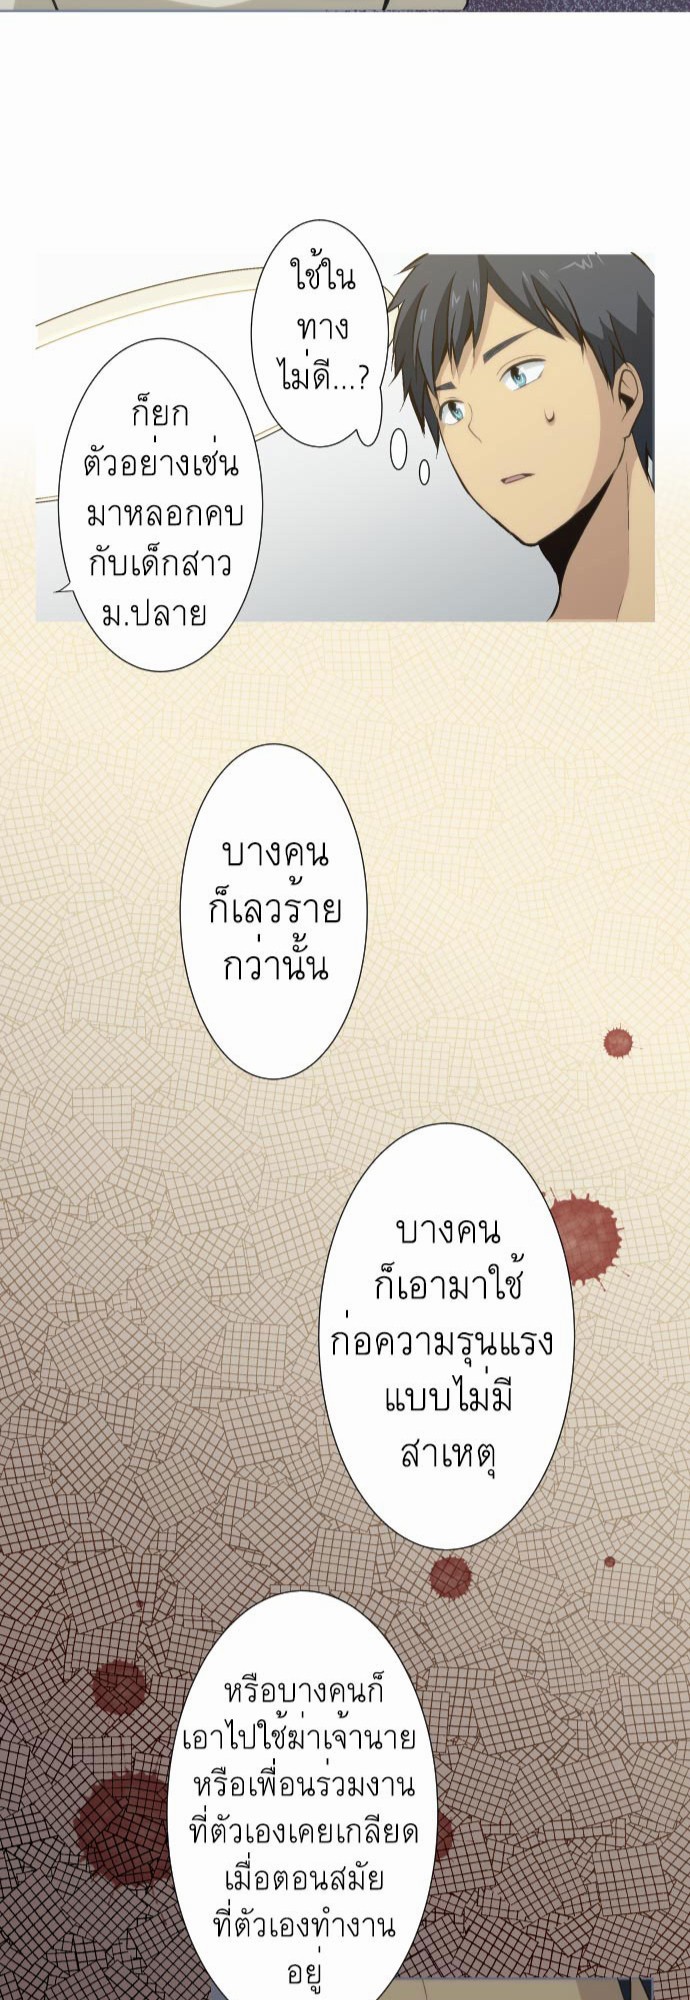 ใช้ใน
ทาง
ไม่ดี...?
ก็ยก
ตัวอย่างเช่น
มาหลอกคบ
กับเด็กสาว
ม.ปลาย
บางคน
ก็เลวร้าย
กว่านั้น
บางคน
ก็เอามาใช้
ก่อความรุนแรง
แบบไม่มี
สาเหตุ
หรือบางคนก็
เอาไปใช้ฆ่าเจ้านาย
หรือเพื่อนร่วมงาน
ที่ตัวเองเคยเกลียด
เมื่อตอนสมัย
ที่ตัวเองทำงาน
อยู่